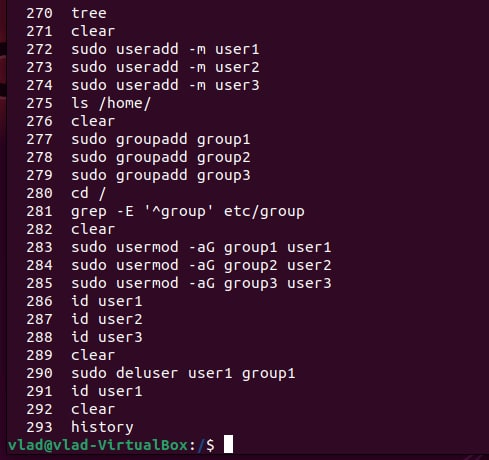 270 tree
271 clear
272 sudo useradd -m user1
273 sudo useradd -m user2
274 sudo useradd -m user3
275 ls /home/
276 clear
277 sudo groupadd group1
278 sudo groupadd group2
279 sudo groupadd group3
280 cd /
281 grep -E '^group' etc/group
282 clear
283 sudo usermod -aG group1 user1
284 sudo usermod -aG group2 user2
285 sudo usermod -aG group3 user3
286 id user1
287 id user2
288 id user3
289 clear
290 sudo deluser user1 group1
291 id user1
292 clear
293 history
vlad@vlad-VirtualBox:/$